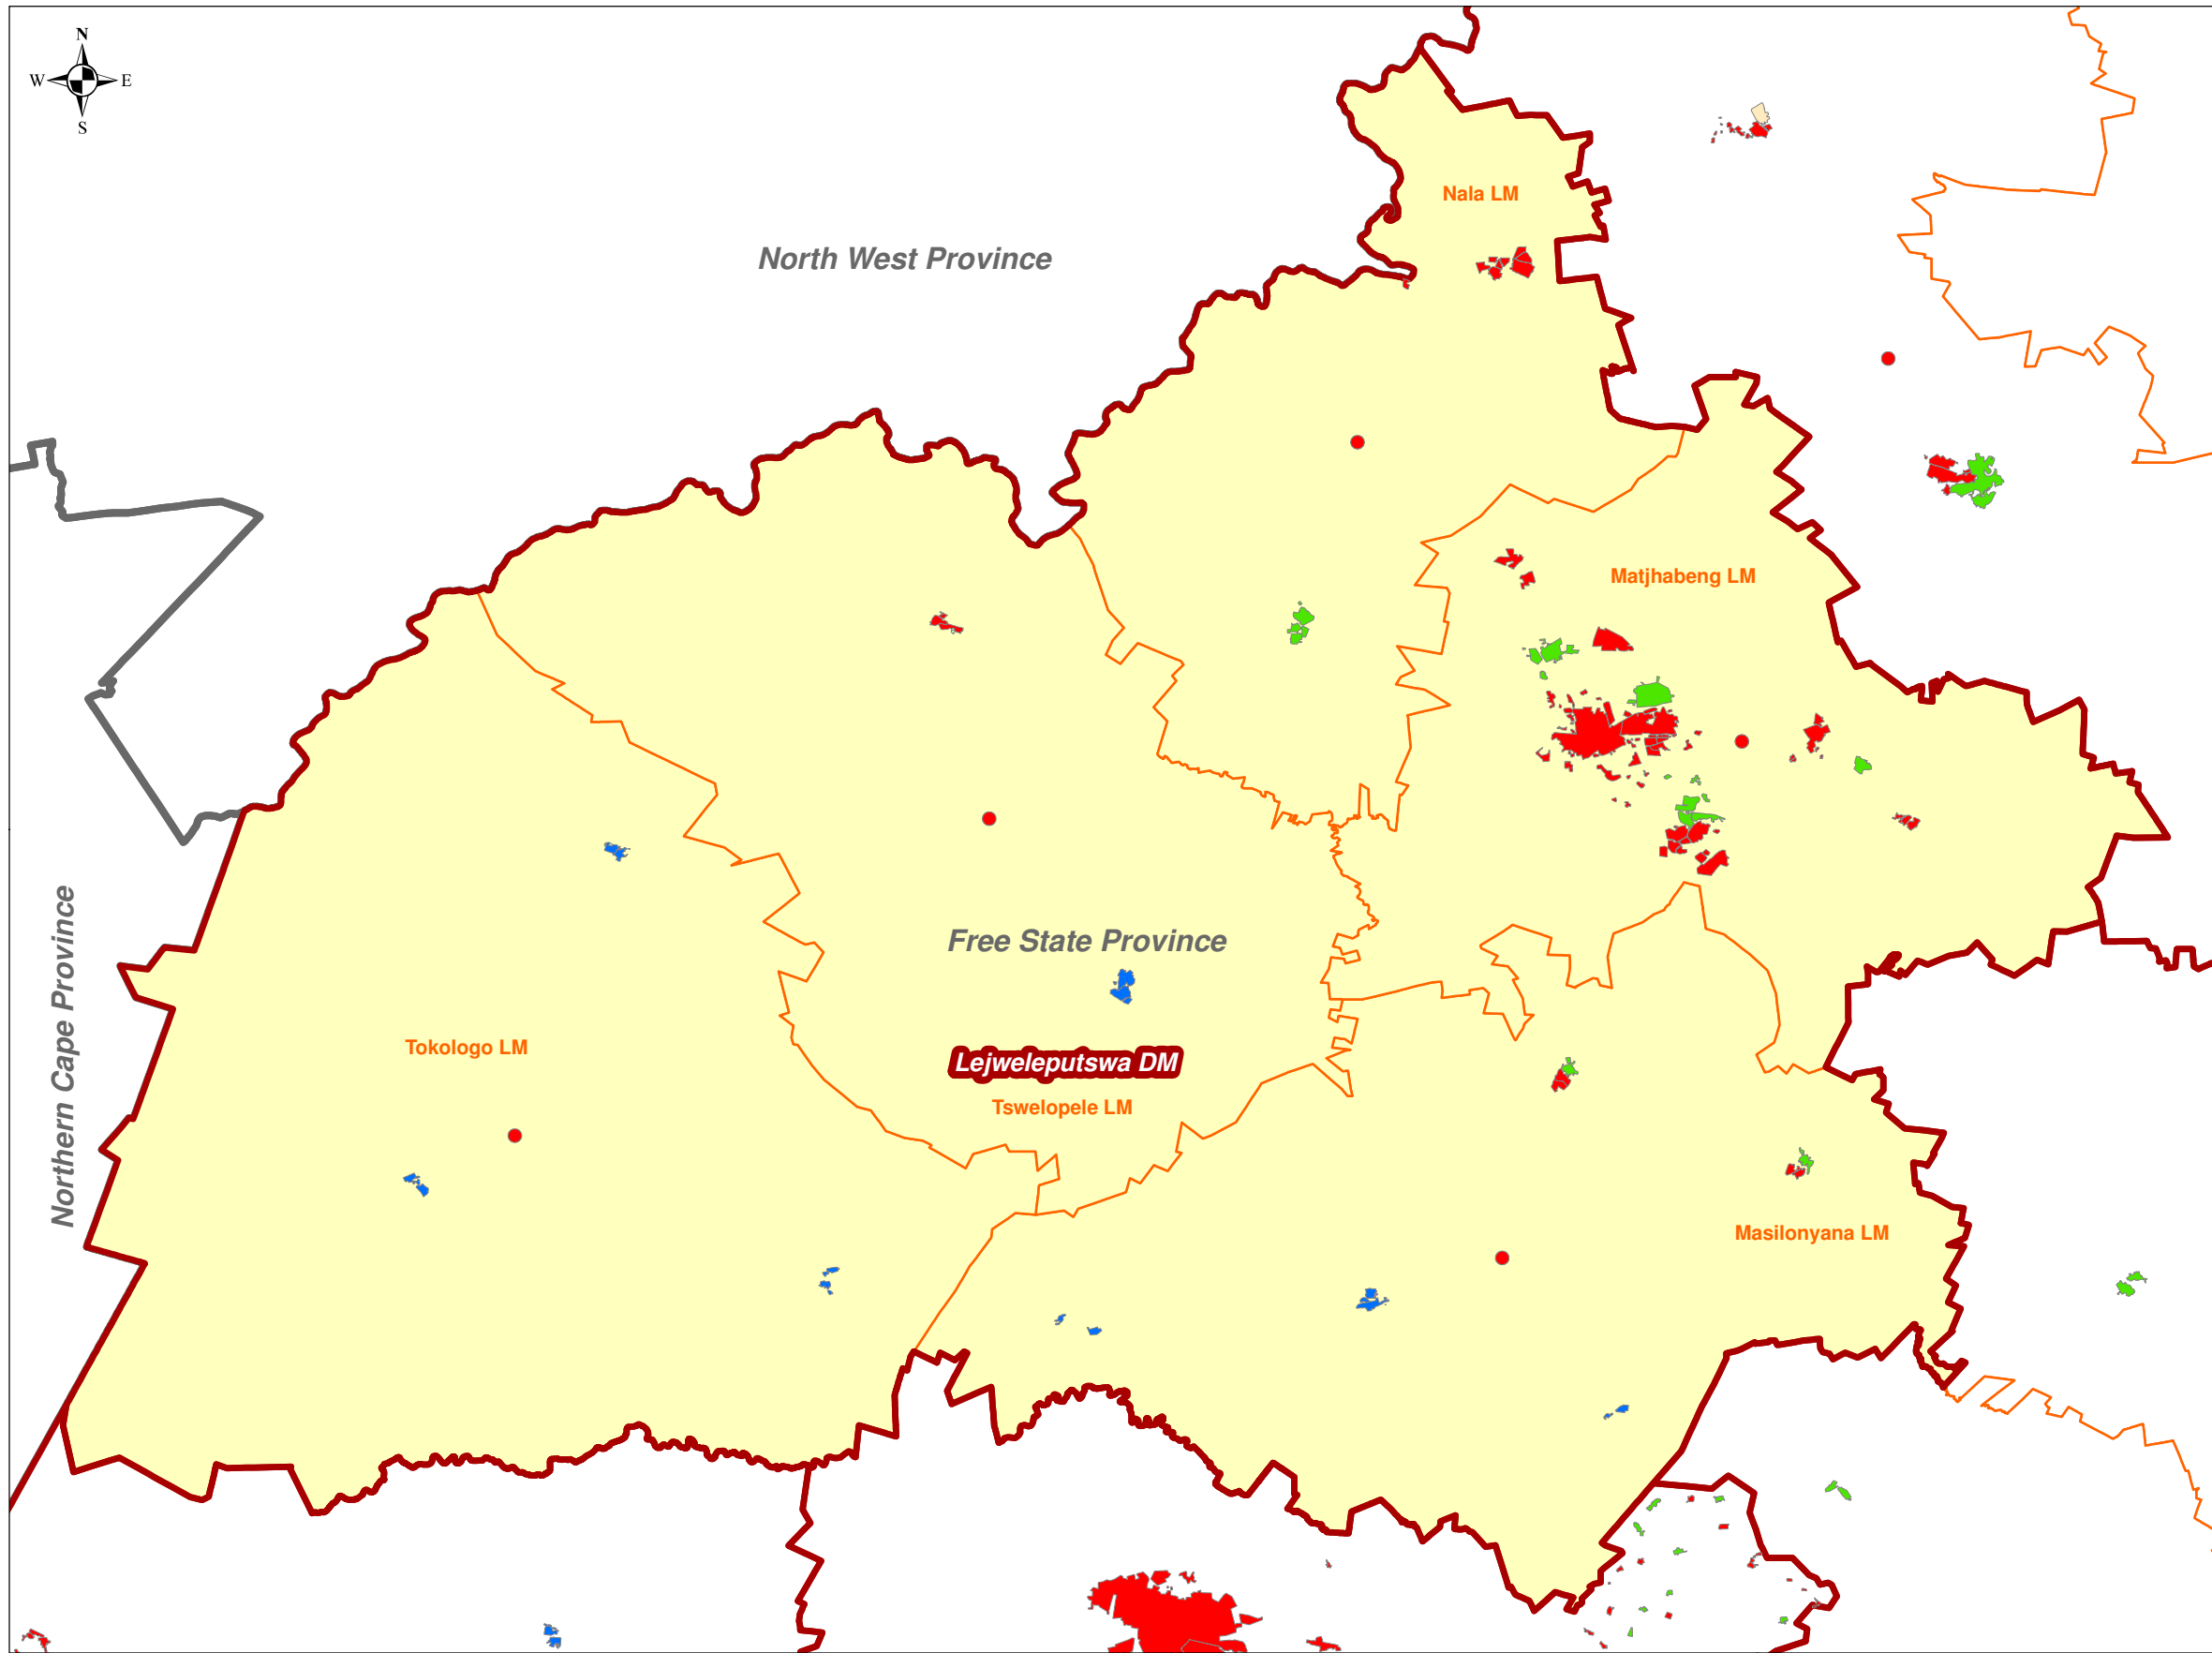 N
W E
S
Nala LM
North West Province
Matjhabeng LM
Northern Cape Province
Free State Province
Tokologo LM
Lejweleputswa DM
Tswelopele LM
Masilonyana LM